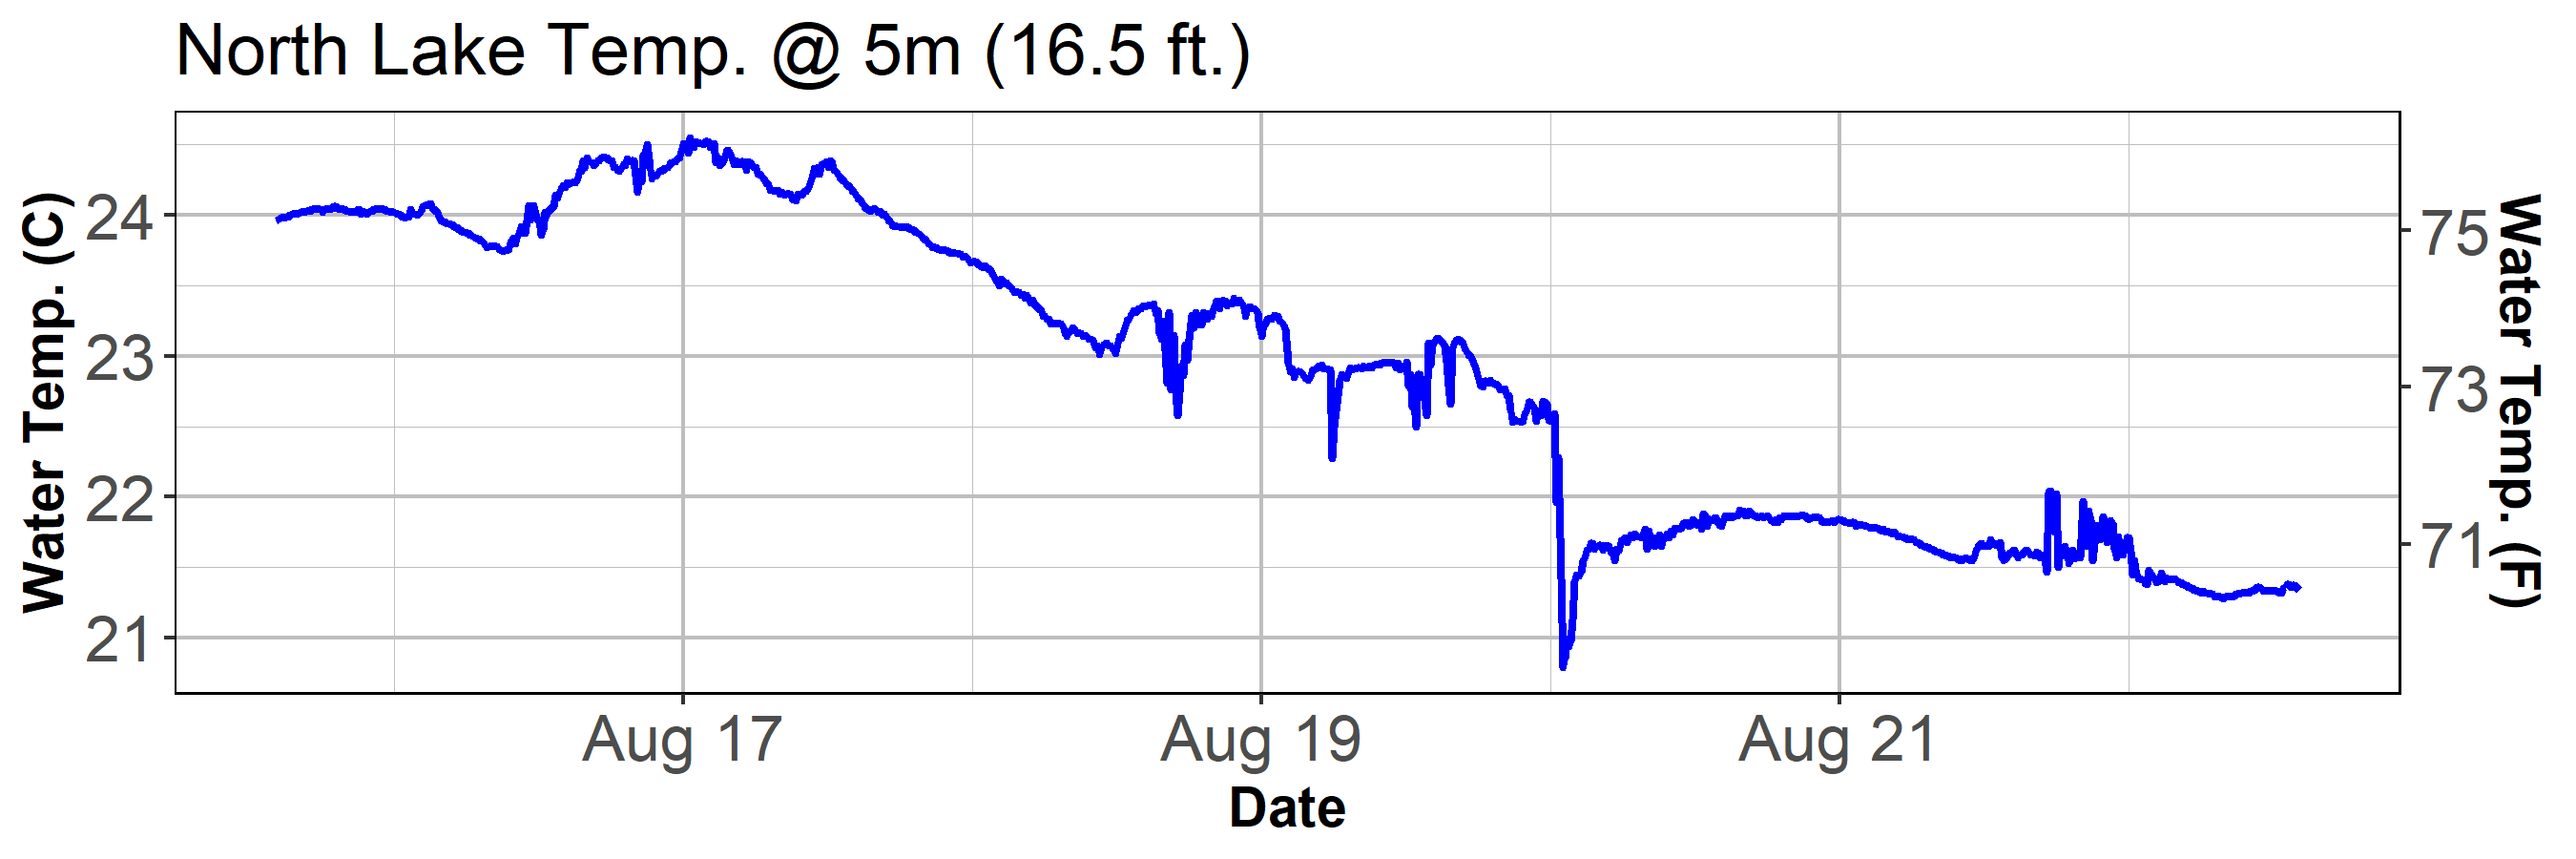 North Lake Temp. @ 5m (16.5 ft.)
Water Temp. (C)
24
23
22
21
75
73
71
Water Temp. (F)
Aug 17
Aug 19
Aug 21
Date